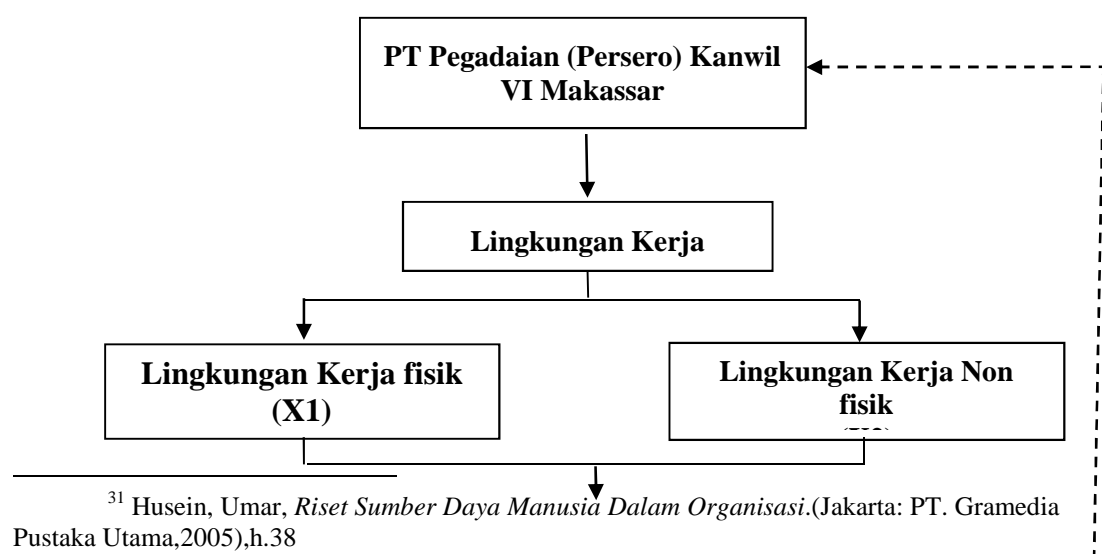 PT Pegadaian (Persero) Kanwil
VI Makassar
Lingkungan Kerja
Lingkungan Kerja fisik
(X1)
Lingkungan Kerja Non
fisik
31 Husein, Umar, Riset Sumber Daya Manusia Dalam Organisasi.(Jakarta: PT. Gramedia
Pustaka Utama,2005),h.38